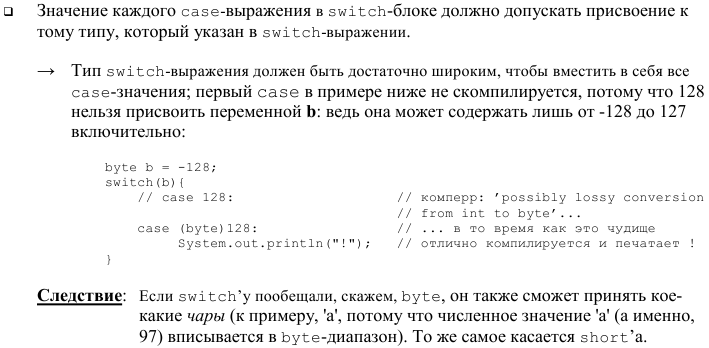 ❑ Значение каждого case-выражения в switch-блоке должно допускать присвоение к
тому типу, который указан в switch-выражении.
→ Тип switch-выражения должен быть достаточно широким, чтобы вместить в себя все
case-значения; первый case в примере ниже не скомпилируется, потому что 128
нельзя присвоить переменной b: ведь она может содержать лишь от -128 до 127
включительно:
byte b = -128;
switch(b){
// case 128: // комперр: ’possibly lossy conversion
// from int to byte’...
case (byte)128: // ... в то время как это чудище
System.out.println("!"); // отлично компилируется и печатает !
}
Следствие: Если switch’у пообещали, скажем, byte, он также сможет принять кое-
какие чары (к примеру, 'a', потому что численное значение 'a' (а именно,
97) вписывается в byte-диапазон). То же самое касается short’а.